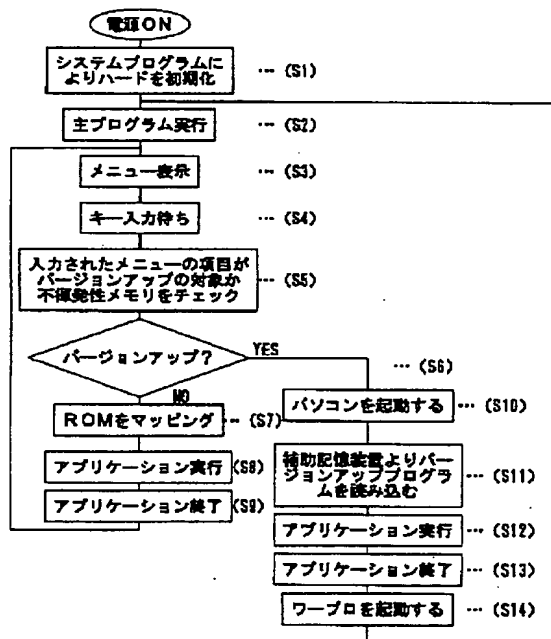 電源ON
システムプログラムに
よりハードを初期化
… (S1)
主プログラム実行
… (S2)
メニュー表示
… (S3)
キー入力待ち
… (S4)
入力されたメニューの項目が
バージョンアップの対象か
不揮発性メモリをチェック
… (S5)
バージョンアップ?
YES
… (S6)
NO
ROMをマッピング
… (S7)
アプリケーション実行
(S8)
アプリケーション終了
(S9)
パソコンを起動する
… (S10)
補助記憶装置よりバー
ジョンアッププログラ
ムを読み込む
… (S11)
アプリケーション実行
… (S12)
アプリケーション終了
… (S13)
ワープロを起動する
… (S14)